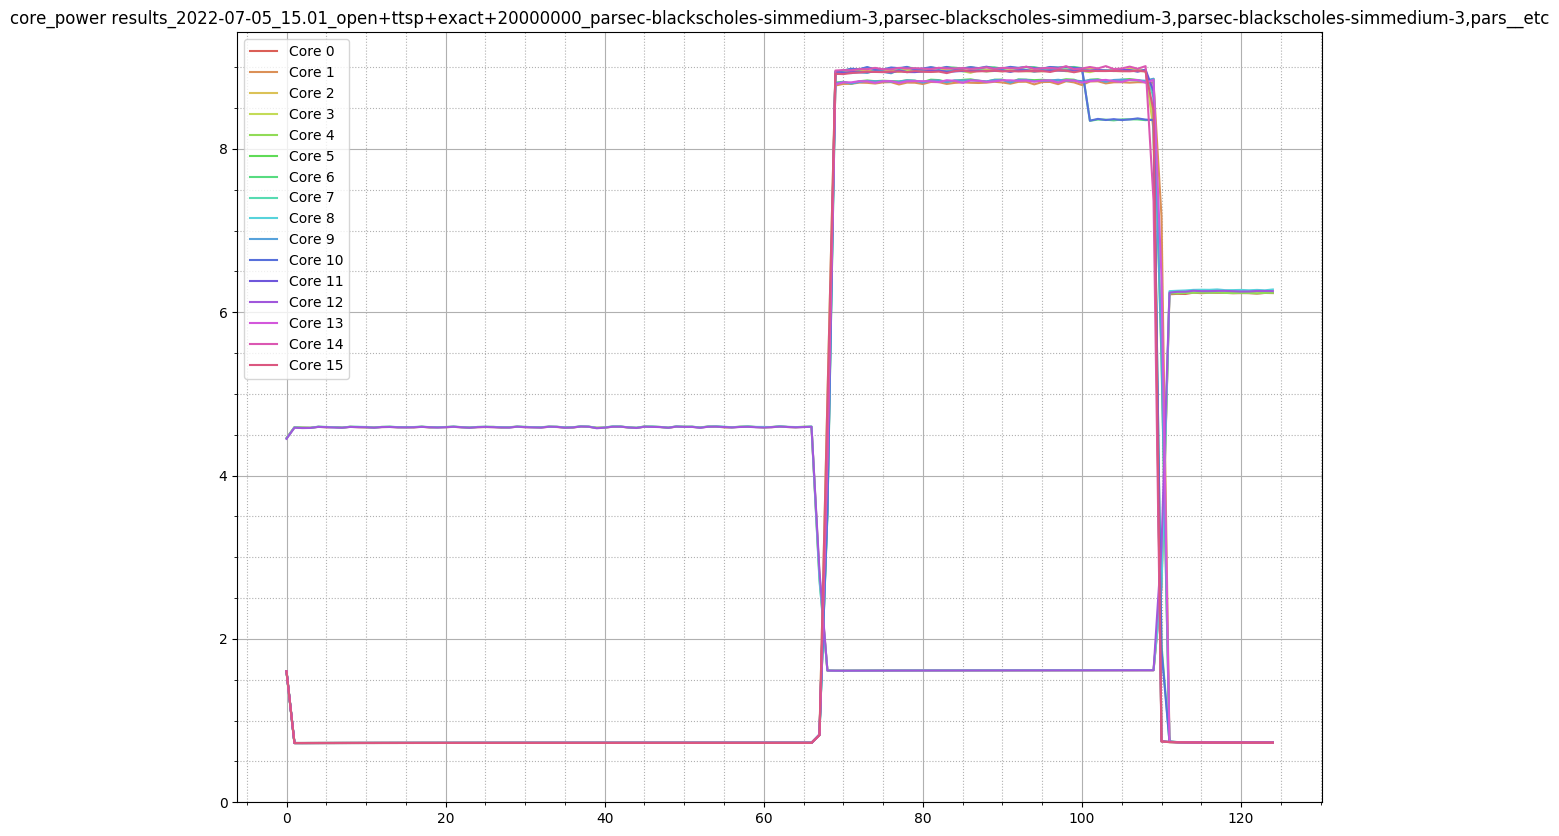 core_power results_2022-07-05_15.01_open+ttsp+exact+20000000_parsec-blackscholes-simmedium-3,parsec-blackscholes-simmedium-3,parsec-blackscholes-simmedium-3,pars__etc
Core 0
Core 1
Core 2
Core 3
Core 4
Core 5
Core 6
Core 7
Core 8
Core 9
Core 10
Core 11
Core 12
Core 13
Core 14
Core 15
8
6
4
2
0
0 20 40 60 80 100 120